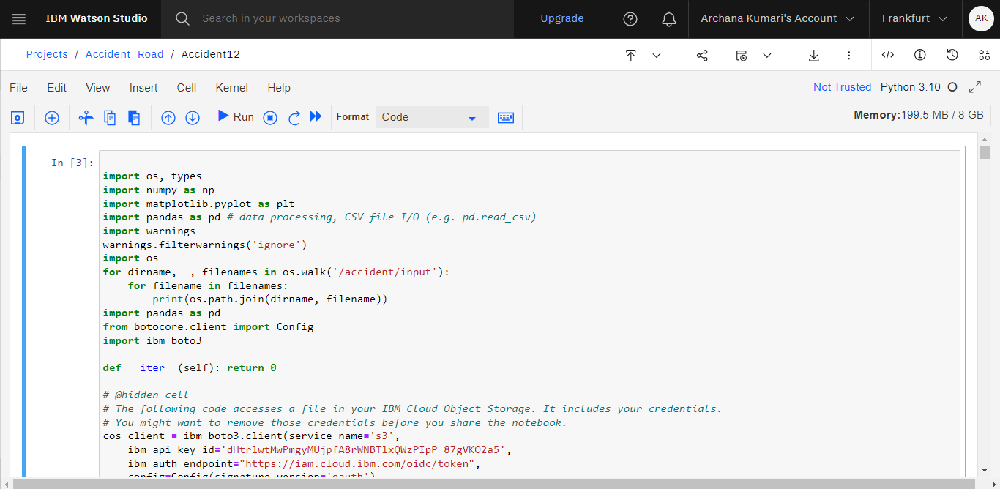 IBM Watson Studio
Search in your workspaces
Upgrade
Archana Kumari's Account
Frankfurt
AK
Projects / Accident_Road / Accident12
File Edit View Insert Cell Kernel Help
Not Trusted | Python 3.10
Run
Format
Code
Memory:199.5 MB / 8 GB
In [3]:
import os, types
import numpy as np
import matplotlib.pyplot as plt
import pandas as pd # data processing, CSV file I/O (e.g. pd.read_csv)
import warnings
warnings.filterwarnings('ignore')
import os
for dirname, _, filenames in os.walk('/accident/input'):
    for filename in filenames:
        print(os.path.join(dirname, filename))
import pandas as pd
from botocore.client import Config
import ibm_boto3
def __iter__(self): return 0
# @hidden_cell
# The following code accesses a file in your IBM Cloud Object Storage. It includes your credentials.
# You might want to remove those credentials before you share the notebook.
cos_client = ibm_boto3.client(service_name='s3',
    ibm_api_key_id='dHtrlwtMwPmgyMUjpfA8rWNBTlxQWzPIpP_87gVKO2a5',
    ibm_auth_endpoint="https://iam.cloud.ibm.com/oidc/token",
    config=Config(signature_version='oauth'),